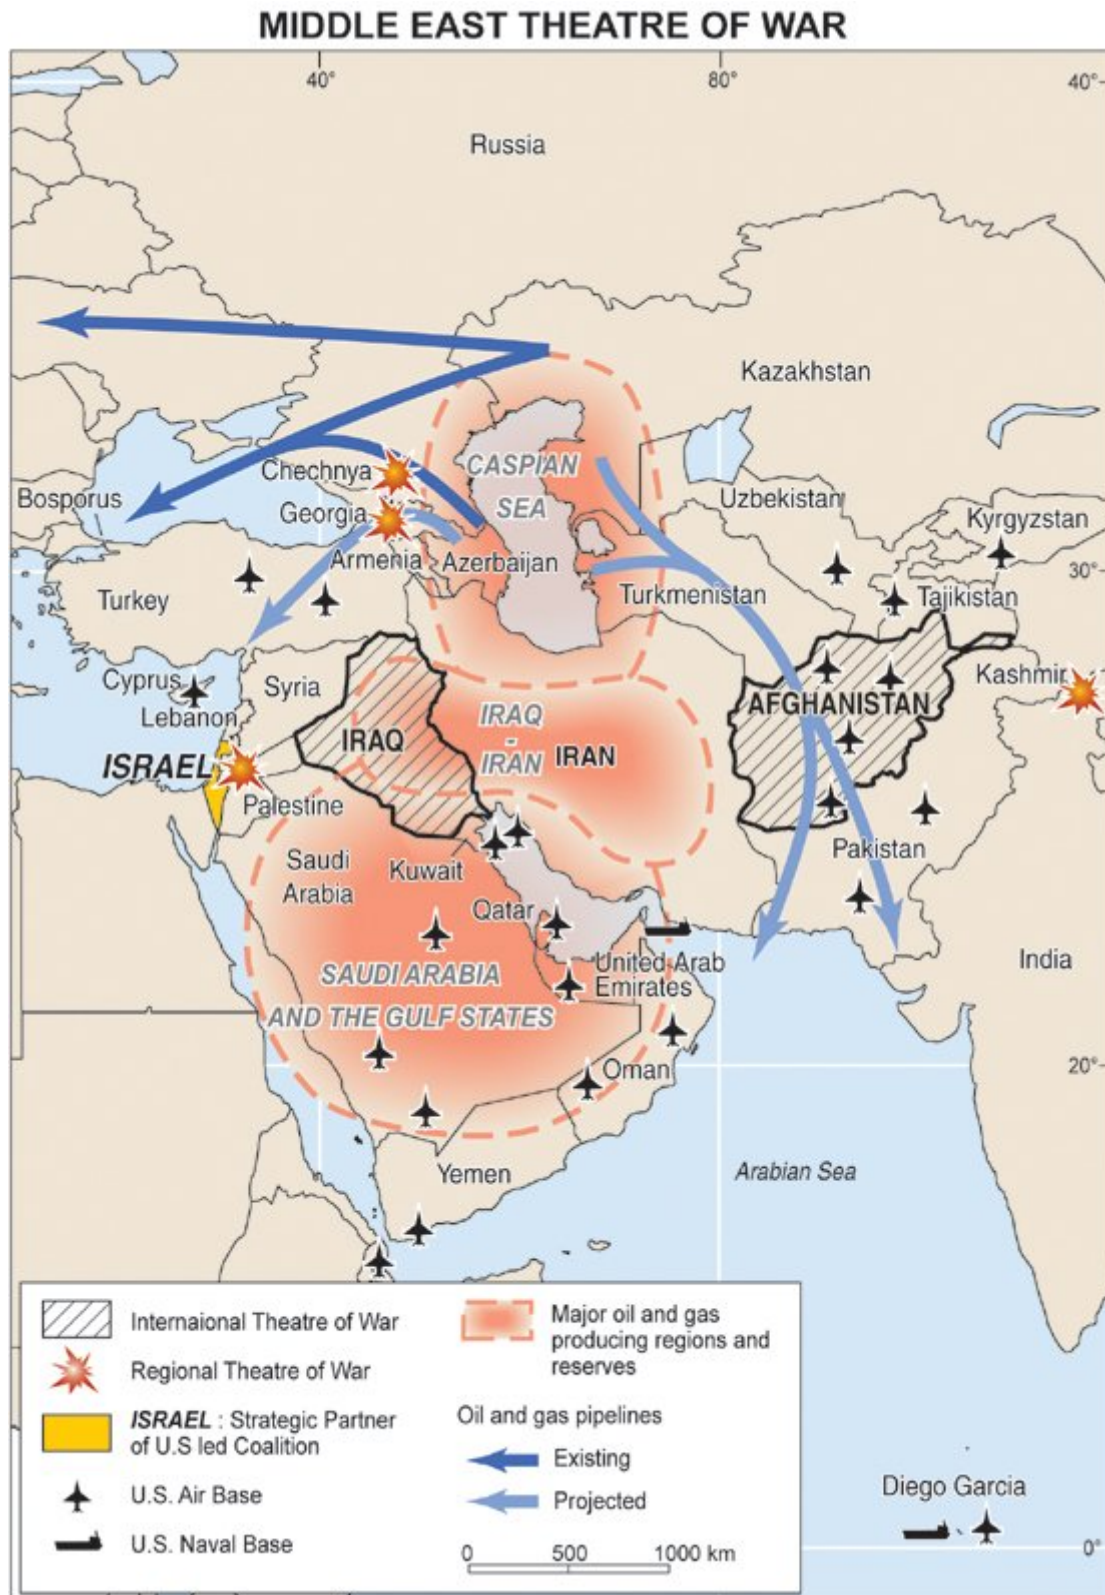 MIDDLE EAST THEATRE OF WAR
40°
80°
40°
Russia
Kazakhstan
CASPIAN
SEA
Chechnya
Bosporus
Georgia
Uzbekistan
Kyrgyzstan
Armenia
Azerbaijan
30°
Turkey
Turkmenistan
Tajikistan
Cyprus
Syria
Kashmir
Lebanon
AFGHANISTAN
IRAQ
-
IRAN
IRAQ
IRAN
ISRAEL
Palestine
Saudi
Arabia
Kuwait
Pakistan
Qatar
SAUDI ARABIA
AND THE GULF STATES
United Arab
Emirates
India
Oman
20°
Yemen
Arabian Sea
Internaional Theatre of War
Regional Theatre of War
ISRAEL : Strategic Partner
of U.S led Coalition
U.S. Air Base
U.S. Naval Base
Major oil and gas
producing regions and
reserves
Oil and gas pipelines
Existing
Projected
0 500 1000 km
Diego Garcia
0°